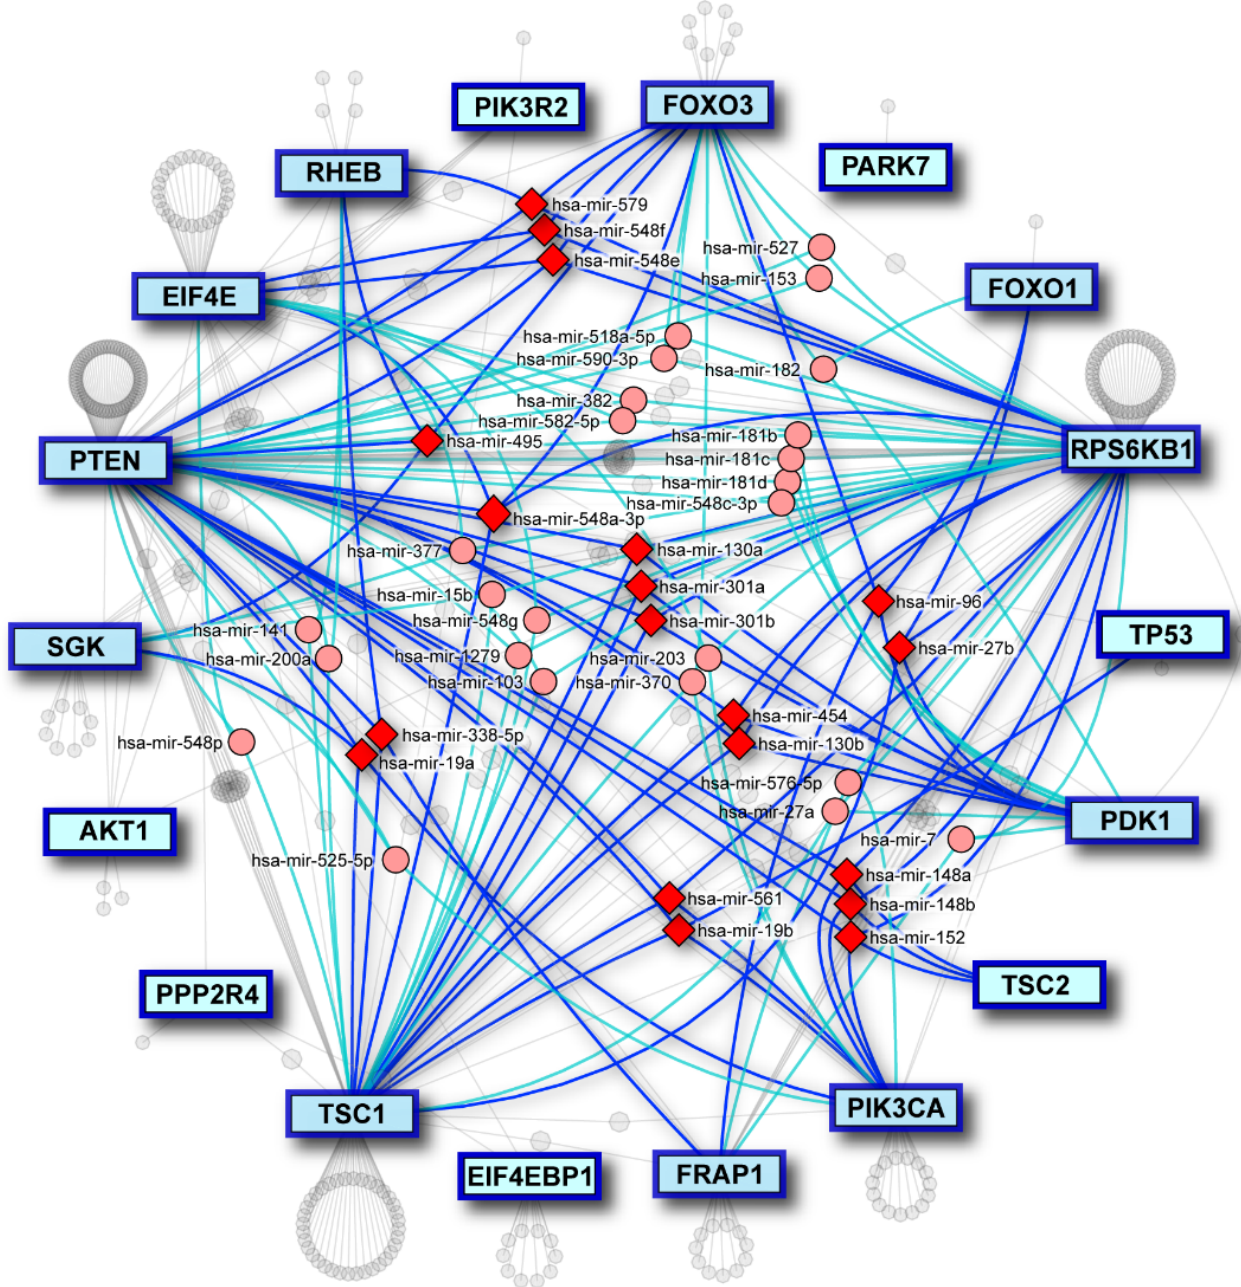 PIK3R2
FOXO3
PARK7
RHEB
hsa-mir-579
hsa-mir-548f
hsa-mir-527
hsa-mir-548e
hsa-mir-153
FOXO1
EIF4E
hsa-mir-518a-5p
hsa-mir-590-3p
hsa-mir-182
hsa-mir-382
hsa-mir-582-5p
hsa-mir-495
hsa-mir-181b
RPS6KB1
PTEN
hsa-mir-181c
hsa-mir-181d
hsa-mir-548c-3p
hsa-mir-548a-3p
hsa-mir-377
hsa-mir-130a
hsa-mir-301a
hsa-mir-15b
hsa-mir-96
hsa-mir-548g
hsa-mir-301b
hsa-mir-141
TP53
SGK
hsa-mir-27b
hsa-mir-200a
hsa-mir-1279
hsa-mir-203
hsa-mir-103
hsa-mir-370
hsa-mir-454
hsa-mir-338-5p
hsa-mir-548p
hsa-mir-130b
hsa-mir-19a
hsa-mir-576-5p
hsa-mir-27a
PDK1
AKT1
hsa-mir-7
hsa-mir-525-5p
hsa-mir-148a
hsa-mir-561
hsa-mir-148b
hsa-mir-19b
hsa-mir-152
TSC2
PPP2R4
PIK3CA
TSC1
EIF4EBP1
FRAP1